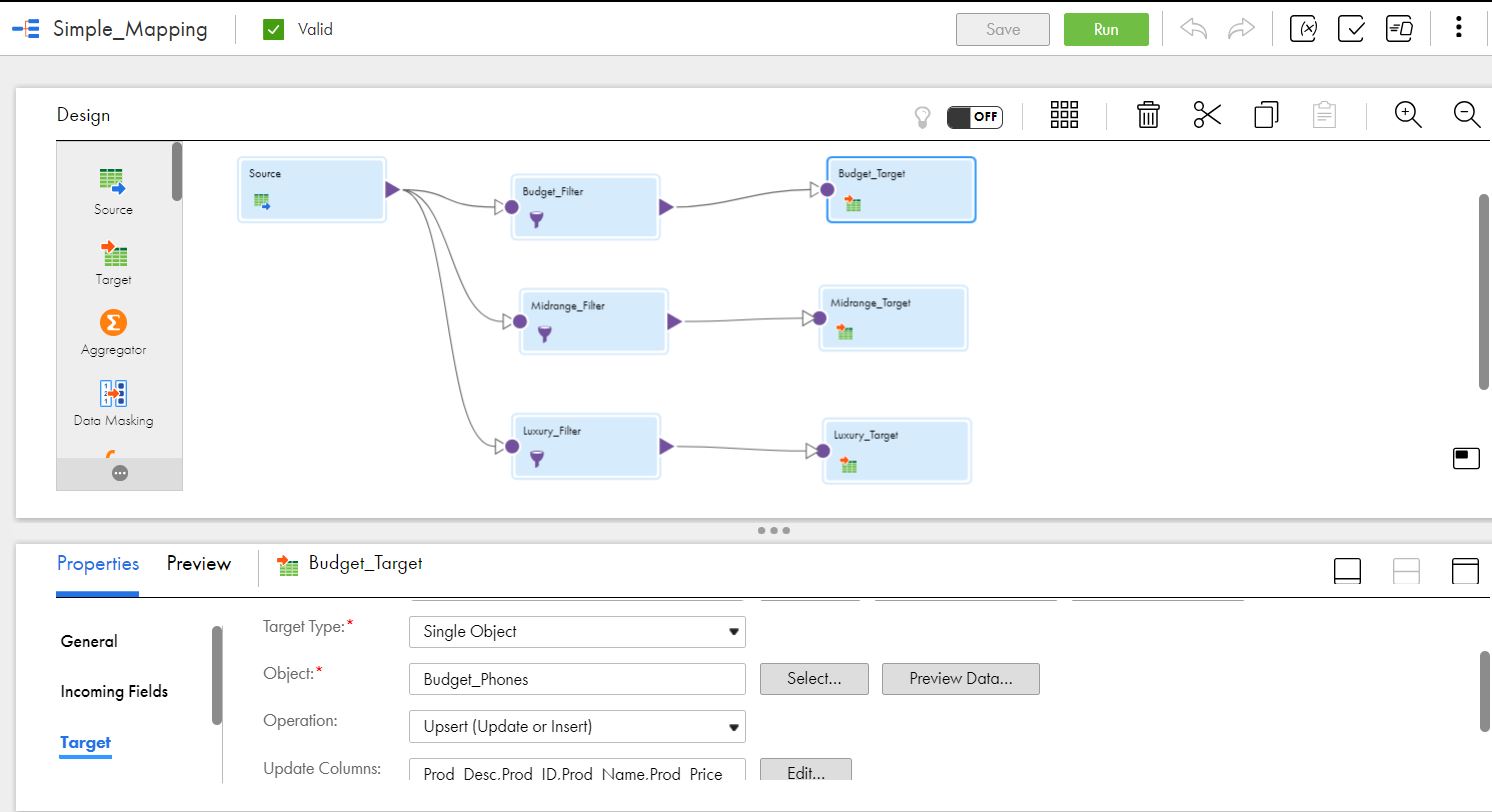 Simple_Mapping
Valid
Save
Run
Design
OFF
Source
Target
Aggregator
Data Masking
Source
Budget_Filter
Budget_Target
Midrange_Filter
Midrange_Target
Luxury_Filter
Luxury_Target
Properties
Preview
Budget_Target
General
Incoming Fields
Target
Target Type:*
Single Object
Object:*
Budget_Phones
Select...
Preview Data...
Operation:
Upsert (Update or Insert)
Update Columns:
Prod_Desc,Prod_ID,Prod_Name,Prod_Price
Edit...